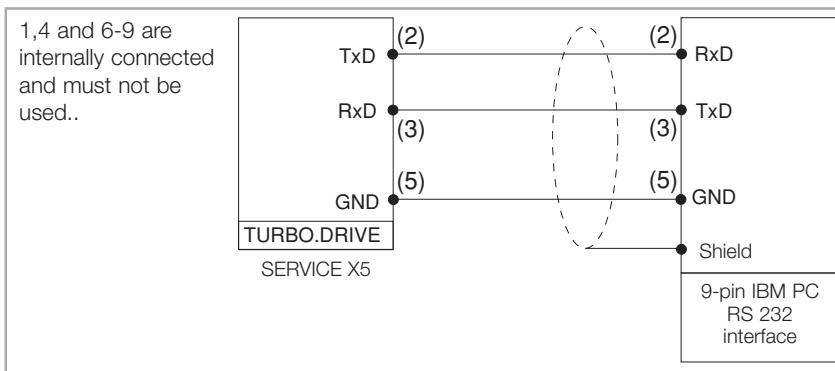 1,4 and 6-9 are
internally connected
and must not be
used..
TxD
(2)
(2)
RxD
RxD
(3)
(3)
TxD
GND
(5)
(5)
GND
TURBO.DRIVE
SERVICE X5
Shield
9-pin IBM PC
RS 232
interface